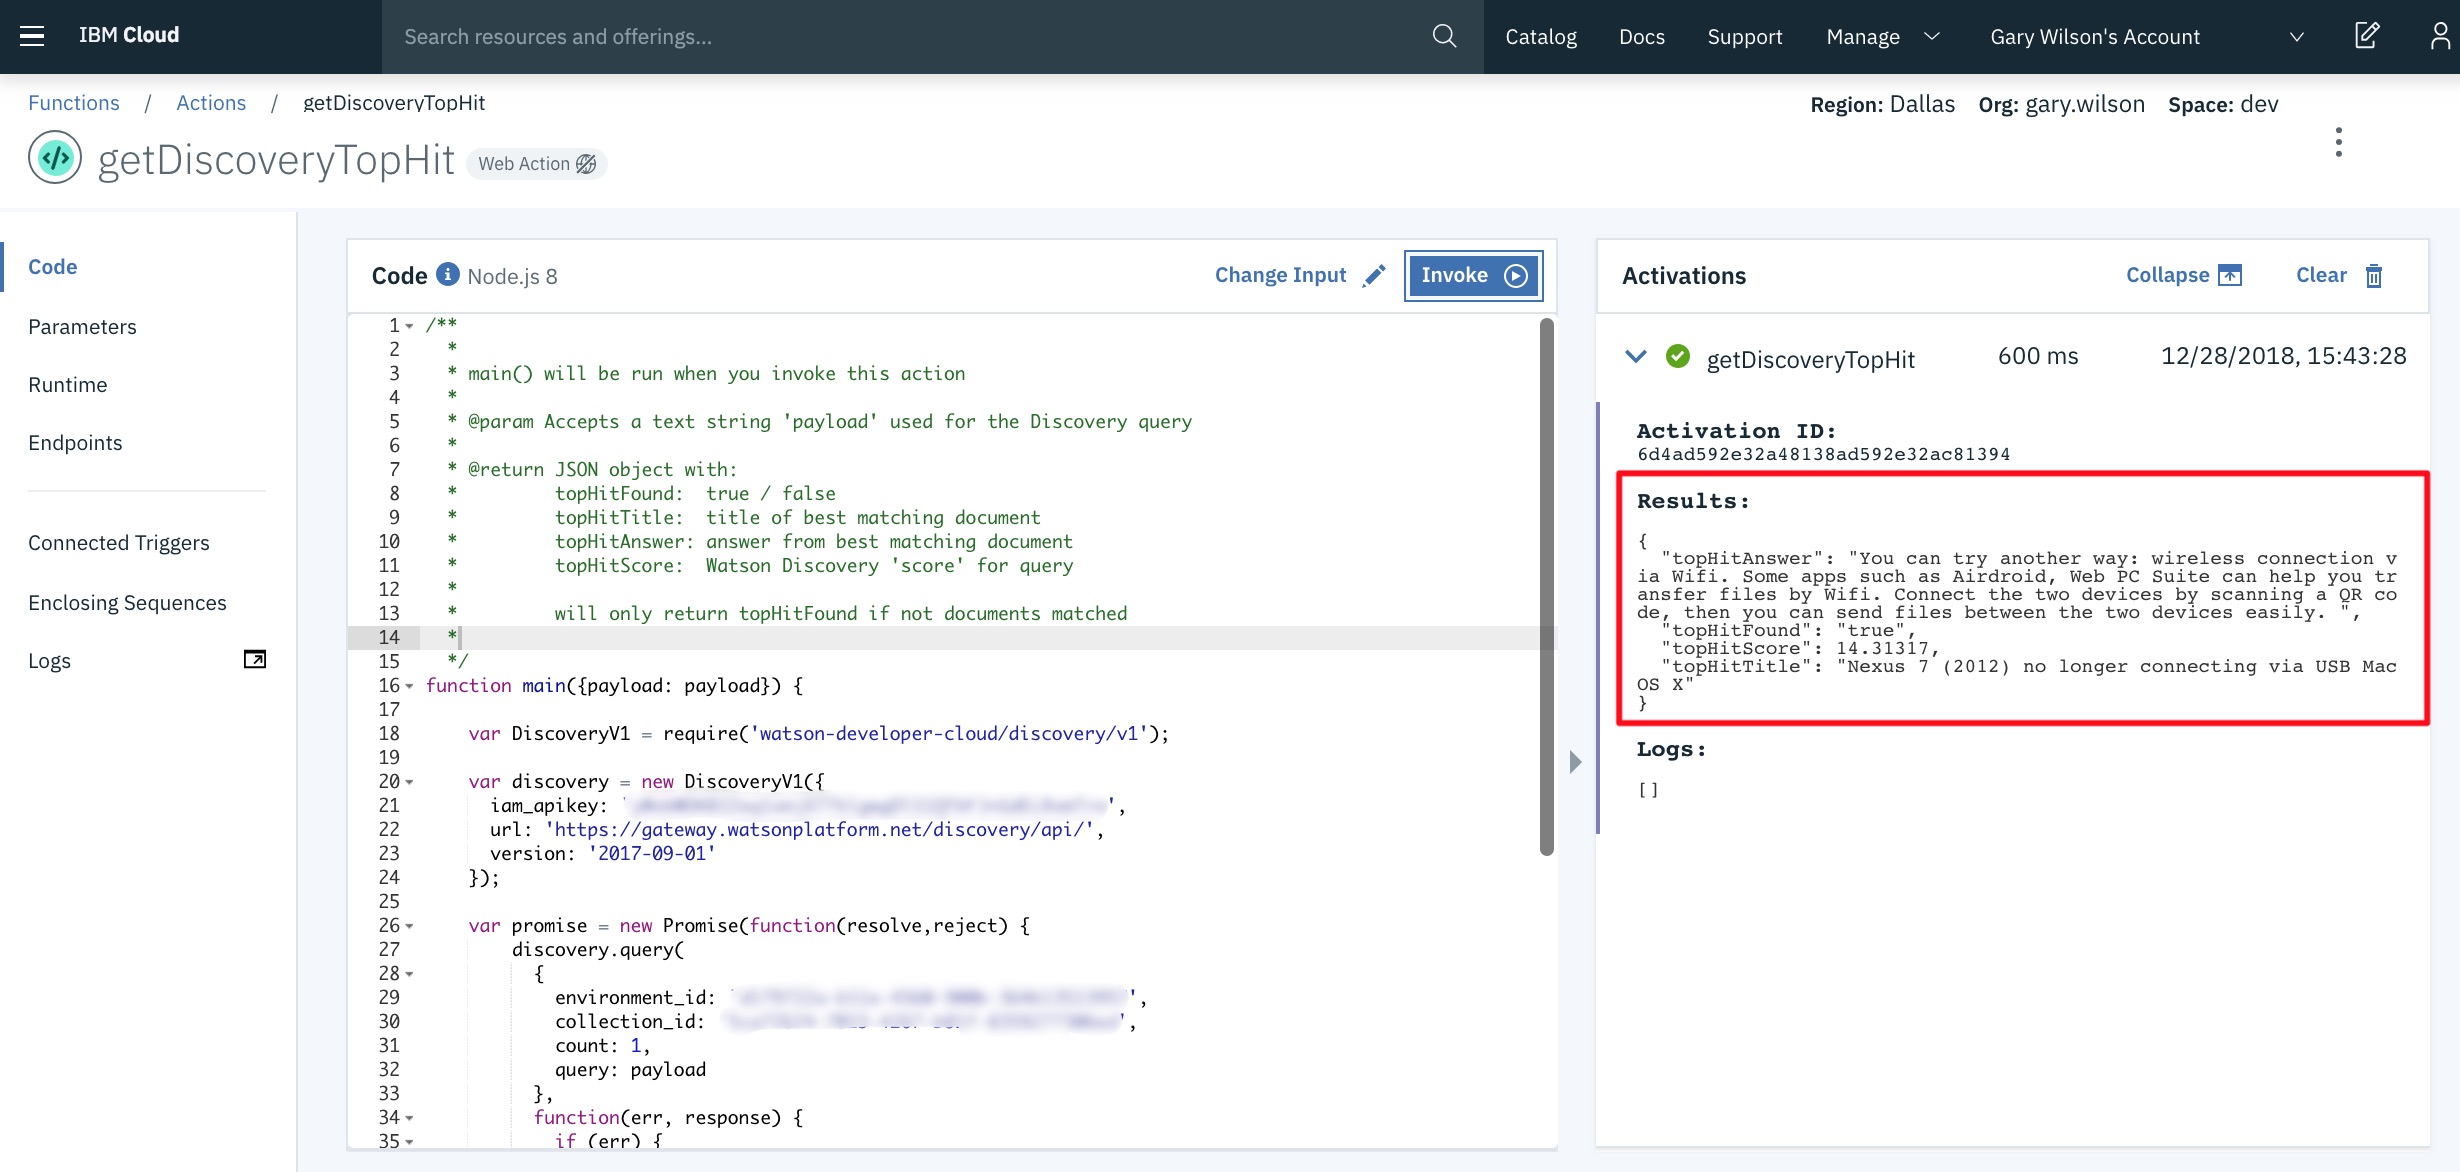 IBM Cloud
Search resources and offerings...
Catalog
Docs
Support
Manage
Gary Wilson's Account
Functions / Actions / getDiscoveryTopHit
Region: Dallas Org: gary.wilson Space: dev
getDiscoveryTopHit
Web Action
Code
Parameters
Runtime
Endpoints
Connected Triggers
Enclosing Sequences
Logs
Code Node.js 8
Change Input
Invoke
1 /**
2 *
3 * main() will be run when you invoke this action
4 *
5 * @param Accepts a text string 'payload' used for the Discovery query
6 *
7 * @return JSON object with:
8 * topHitFound: true / false
9 * topHitTitle: title of best matching document
10 * topHitAnswer: answer from best matching document
11 * topHitScore: Watson Discovery 'score' for query
12 *
13 * will only return topHitFound if not documents matched
14 *
15 */
16 function main({payload: payload}) {
17
18 var DiscoveryV1 = require('watson-developer-cloud/discovery/v1');
19
20 var discovery = new DiscoveryV1({
21 iam_apikey: '',
22 url: 'https://gateway.watsonplatform.net/discovery/api/',
23 version: '2017-09-01'
24 });
25
26 var promise = new Promise(function(resolve,reject) {
27 discovery.query(
28 {
29 environment_id: '',
30 collection_id: '',
31 count: 1,
32 query: payload
33 },
34 function(err, response) {
35 if (err) {
Activations
Collapse
Clear
getDiscoveryTopHit 600 ms 12/28/2018, 15:43:28
Activation ID:
6d4ad592e32a48138ad592e32ac81394
Results:
{
"topHitAnswer": "You can try another way: wireless connection v
ia Wifi. Some apps such as Airdroid, Web PC Suite can help you tr
ansfer files by Wifi. Connect the two devices by scanning a QR co
de, then you can send files between the two devices easily. ",
"topHitFound": "true",
"topHitScore": 14.31317,
"topHitTitle": "Nexus 7 (2012) no longer connecting via USB Mac
OS X"
}
Logs:
[]